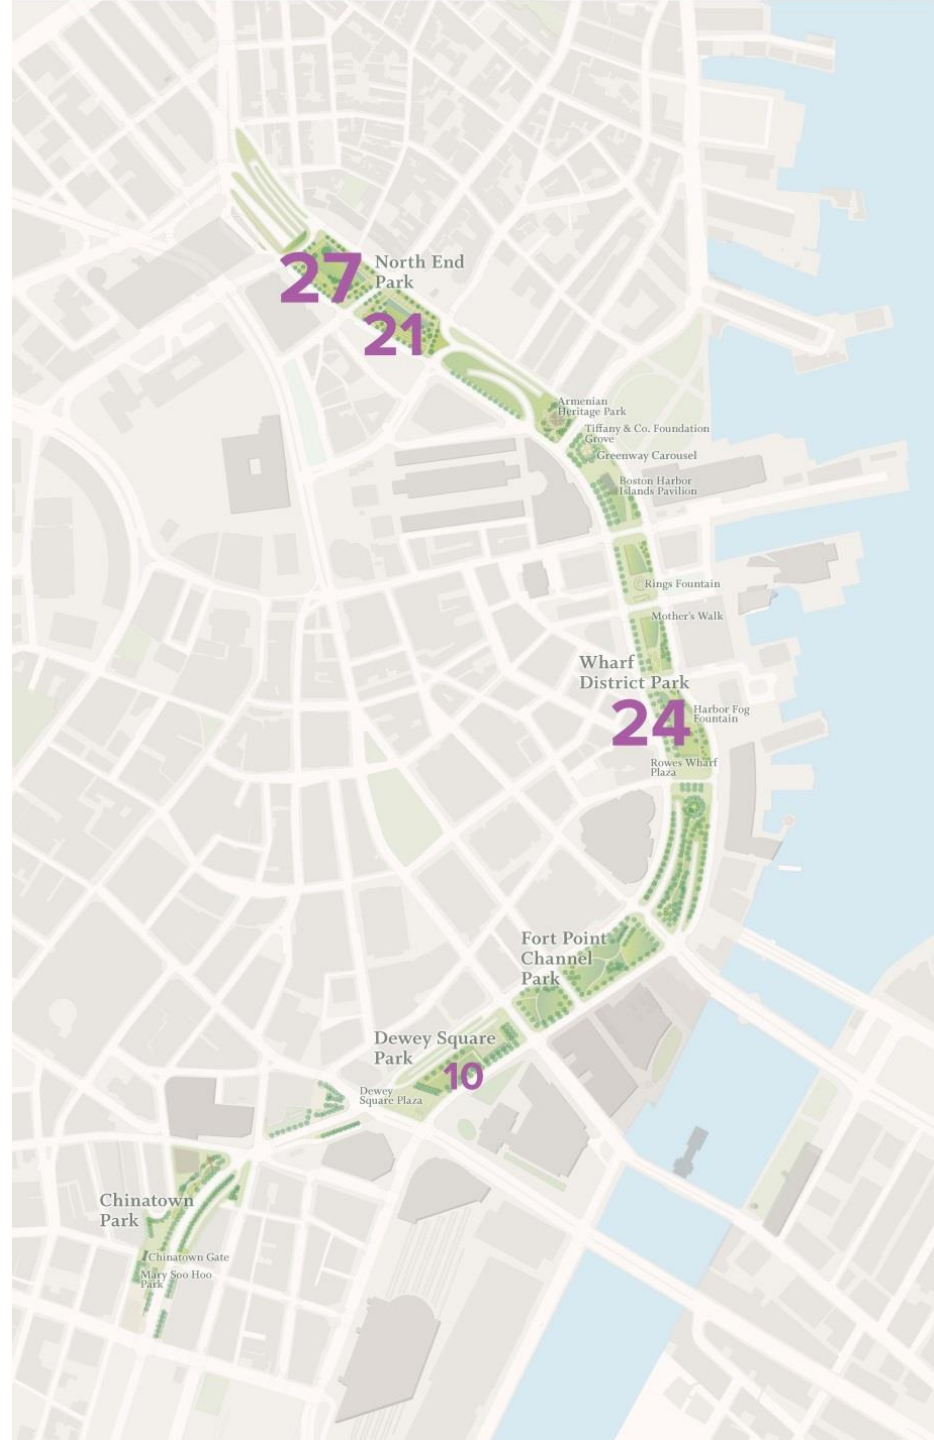 27
North End
Park
21
Armenian
Heritage Park
Tiffany & Co. Foundation
Grove
Greenway Carousel
Boston Harbor
Islands Pavilion
Rings Fountain
Mother's Walk
Wharf
District Park
24
Harbor Fog
Fountain
Rowes Wharf
Plaza
Fort Point
Channel
Park
Dewey Square
Park
10
Dewey
Square Plaza
Chinatown
Park
Chinatown Gate
Mary Soo Hoo
Park